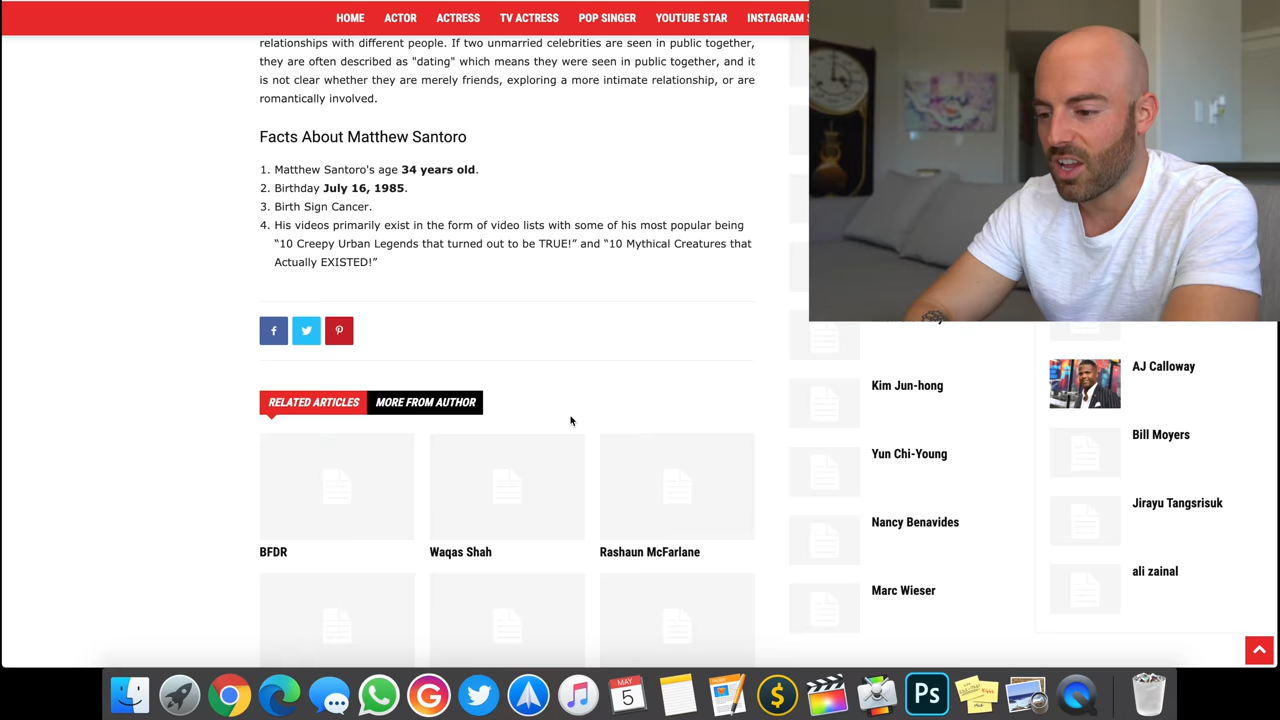 HOME ACTOR ACTRESS TV ACTRESS POP SINGER YOUTUBE STAR INSTAGRAM S
relationships with different people. If two unmarried celebrities are seen in public together,
they are often described as "dating" which means they were seen in public together, and it
is not clear whether they are merely friends, exploring a more intimate relationship, or are
romantically involved.
Facts About Matthew Santoro
1. Matthew Santoro's age 34 years old.
2. Birthday July 16, 1985.
3. Birth Sign Cancer.
4. His videos primarily exist in the form of video lists with some of his most popular being
“10 Creepy Urban Legends that turned out to be TRUE!” and “10 Mythical Creatures that
Actually EXISTED!”
RELATED ARTICLES MORE FROM AUTHOR
BFDR
Waqas Shah
Rashaun McFarlane
Kim Jun-hong
Yun Chi-Young
Nancy Benavides
Marc Wieser
AJ Calloway
Bill Moyers
Jirayu Tangsrisuk
ali zainal
MAY
5
Ps